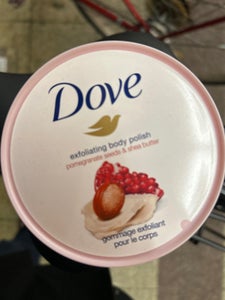 Dove
exfoliating body polish
pomegranate seeds & shea butter
gommage exfoliant
pour le corps